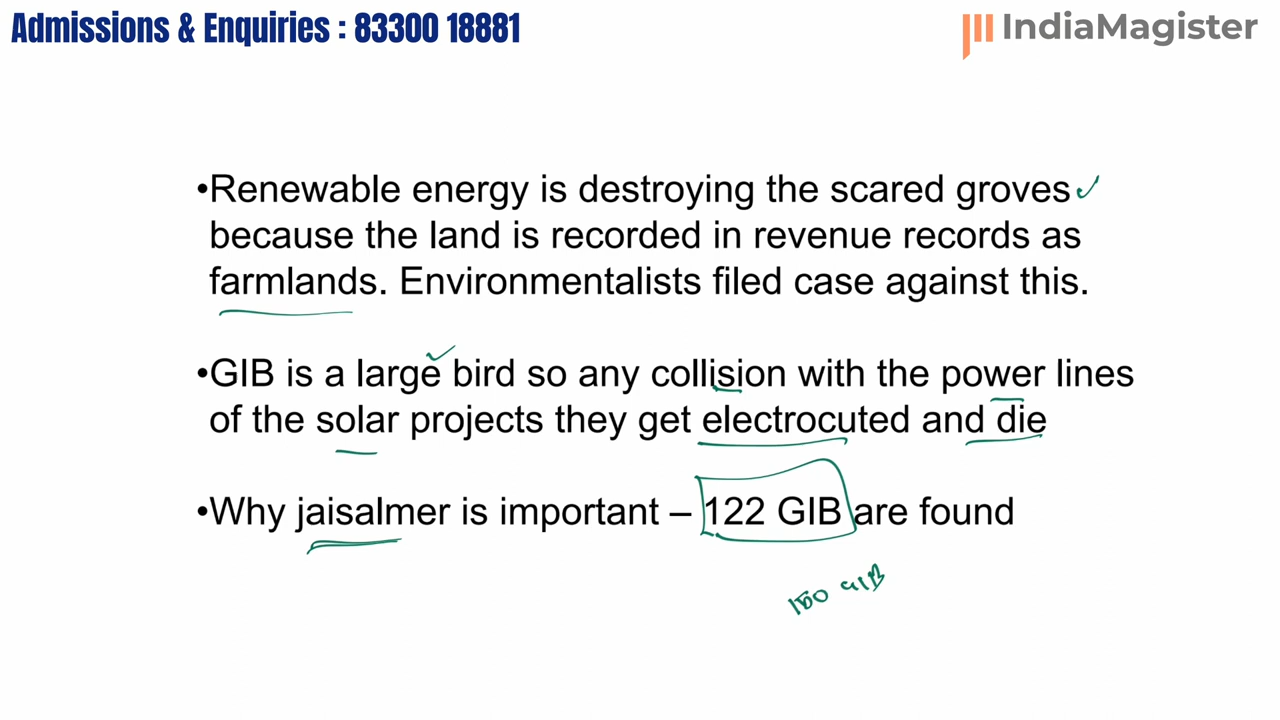 Admissions & Enquiries : 83300 18881
IndiaMagister
•Renewable energy is destroying the scared groves
because the land is recorded in revenue records as
farmlands. Environmentalists filed case against this.
•GIB is a large bird so any collision with the power lines
of the solar projects they get electrocuted and die
•Why jaisalmer is important – 122 GIB are found
GIB